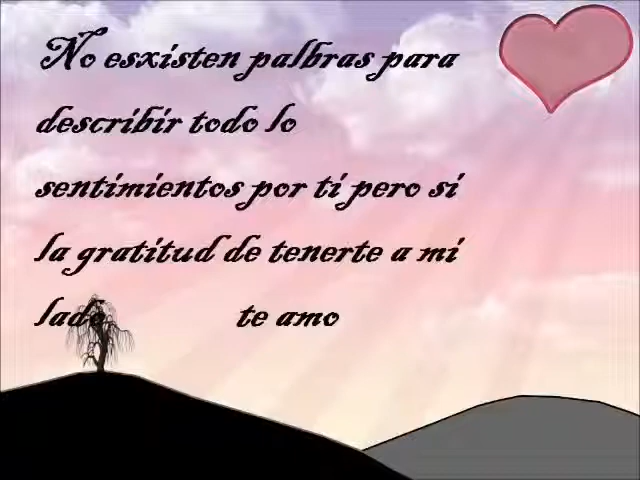 No esxisten palbras para
describir todo lo
sentimientos por ti pero si
la gratitud de tenerte a mi
lado te amo